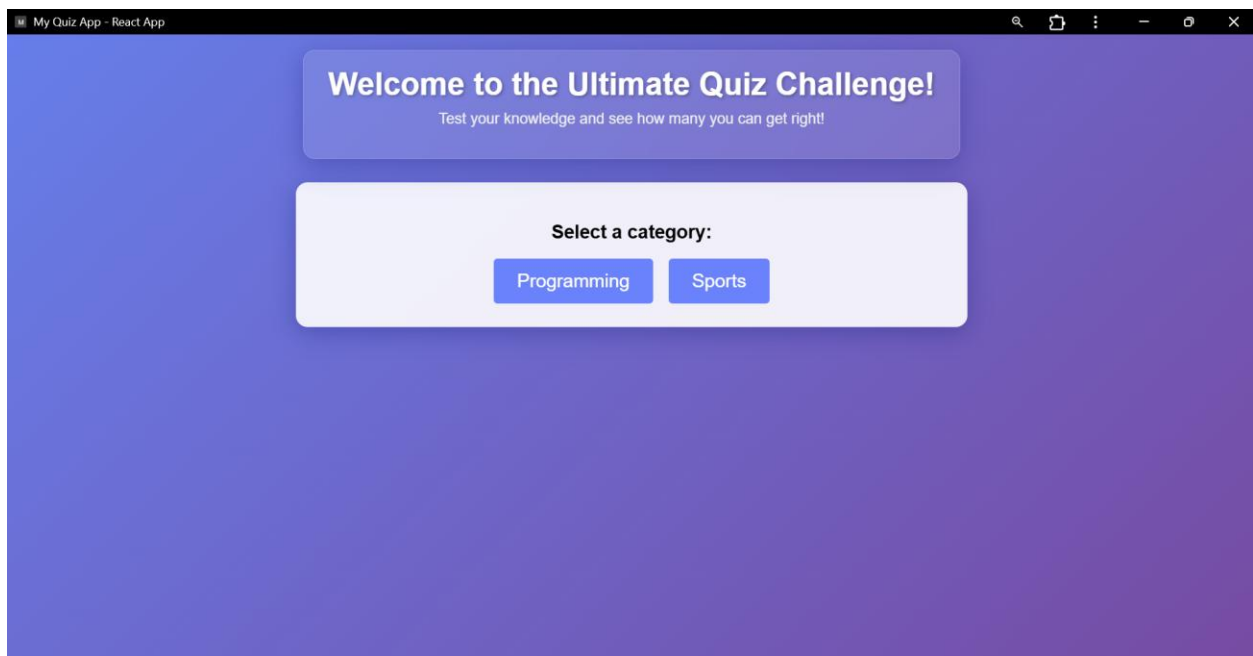 My Quiz App - React App
Welcome to the Ultimate Quiz Challenge!
Test your knowledge and see how many you can get right!
Select a category:
Programming Sports